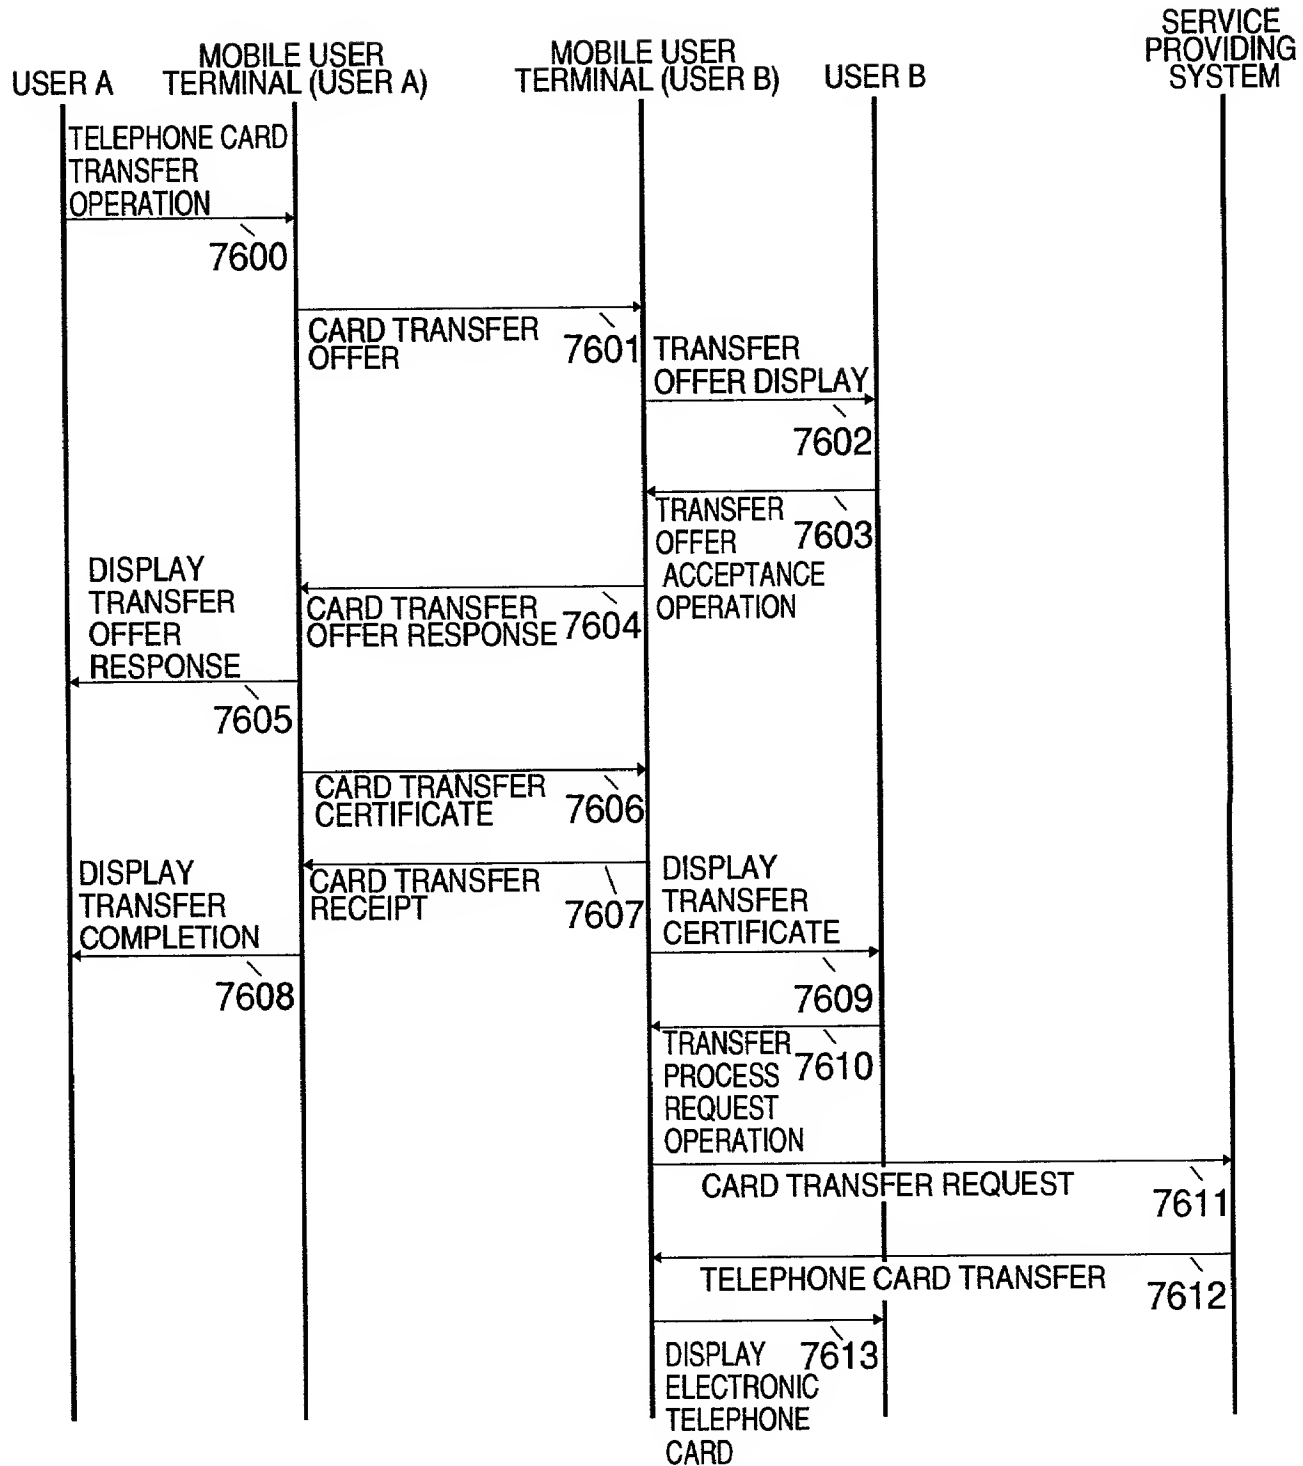 SERVICE
PROVIDING
SYSTEM
MOBILE USER
TERMINAL (USER A)
MOBILE USER
TERMINAL (USER B)
USER A
USER B
TELEPHONE CARD
TRANSFER
OPERATION
7600
CARD TRANSFER
OFFER
7601
TRANSFER
OFFER DISPLAY
7602
TRANSFER
OFFER
ACCEPTANCE
OPERATION
7603
CARD TRANSFER
OFFER RESPONSE
7604
DISPLAY
TRANSFER
OFFER
RESPONSE
7605
CARD TRANSFER
CERTIFICATE
7606
CARD TRANSFER
RECEIPT
7607
DISPLAY
TRANSFER
COMPLETION
7608
DISPLAY
TRANSFER
CERTIFICATE
7609
TRANSFER
PROCESS
REQUEST
OPERATION
7610
CARD TRANSFER REQUEST
7611
TELEPHONE CARD TRANSFER
7612
DISPLAY
ELECTRONIC
TELEPHONE
CARD
7613